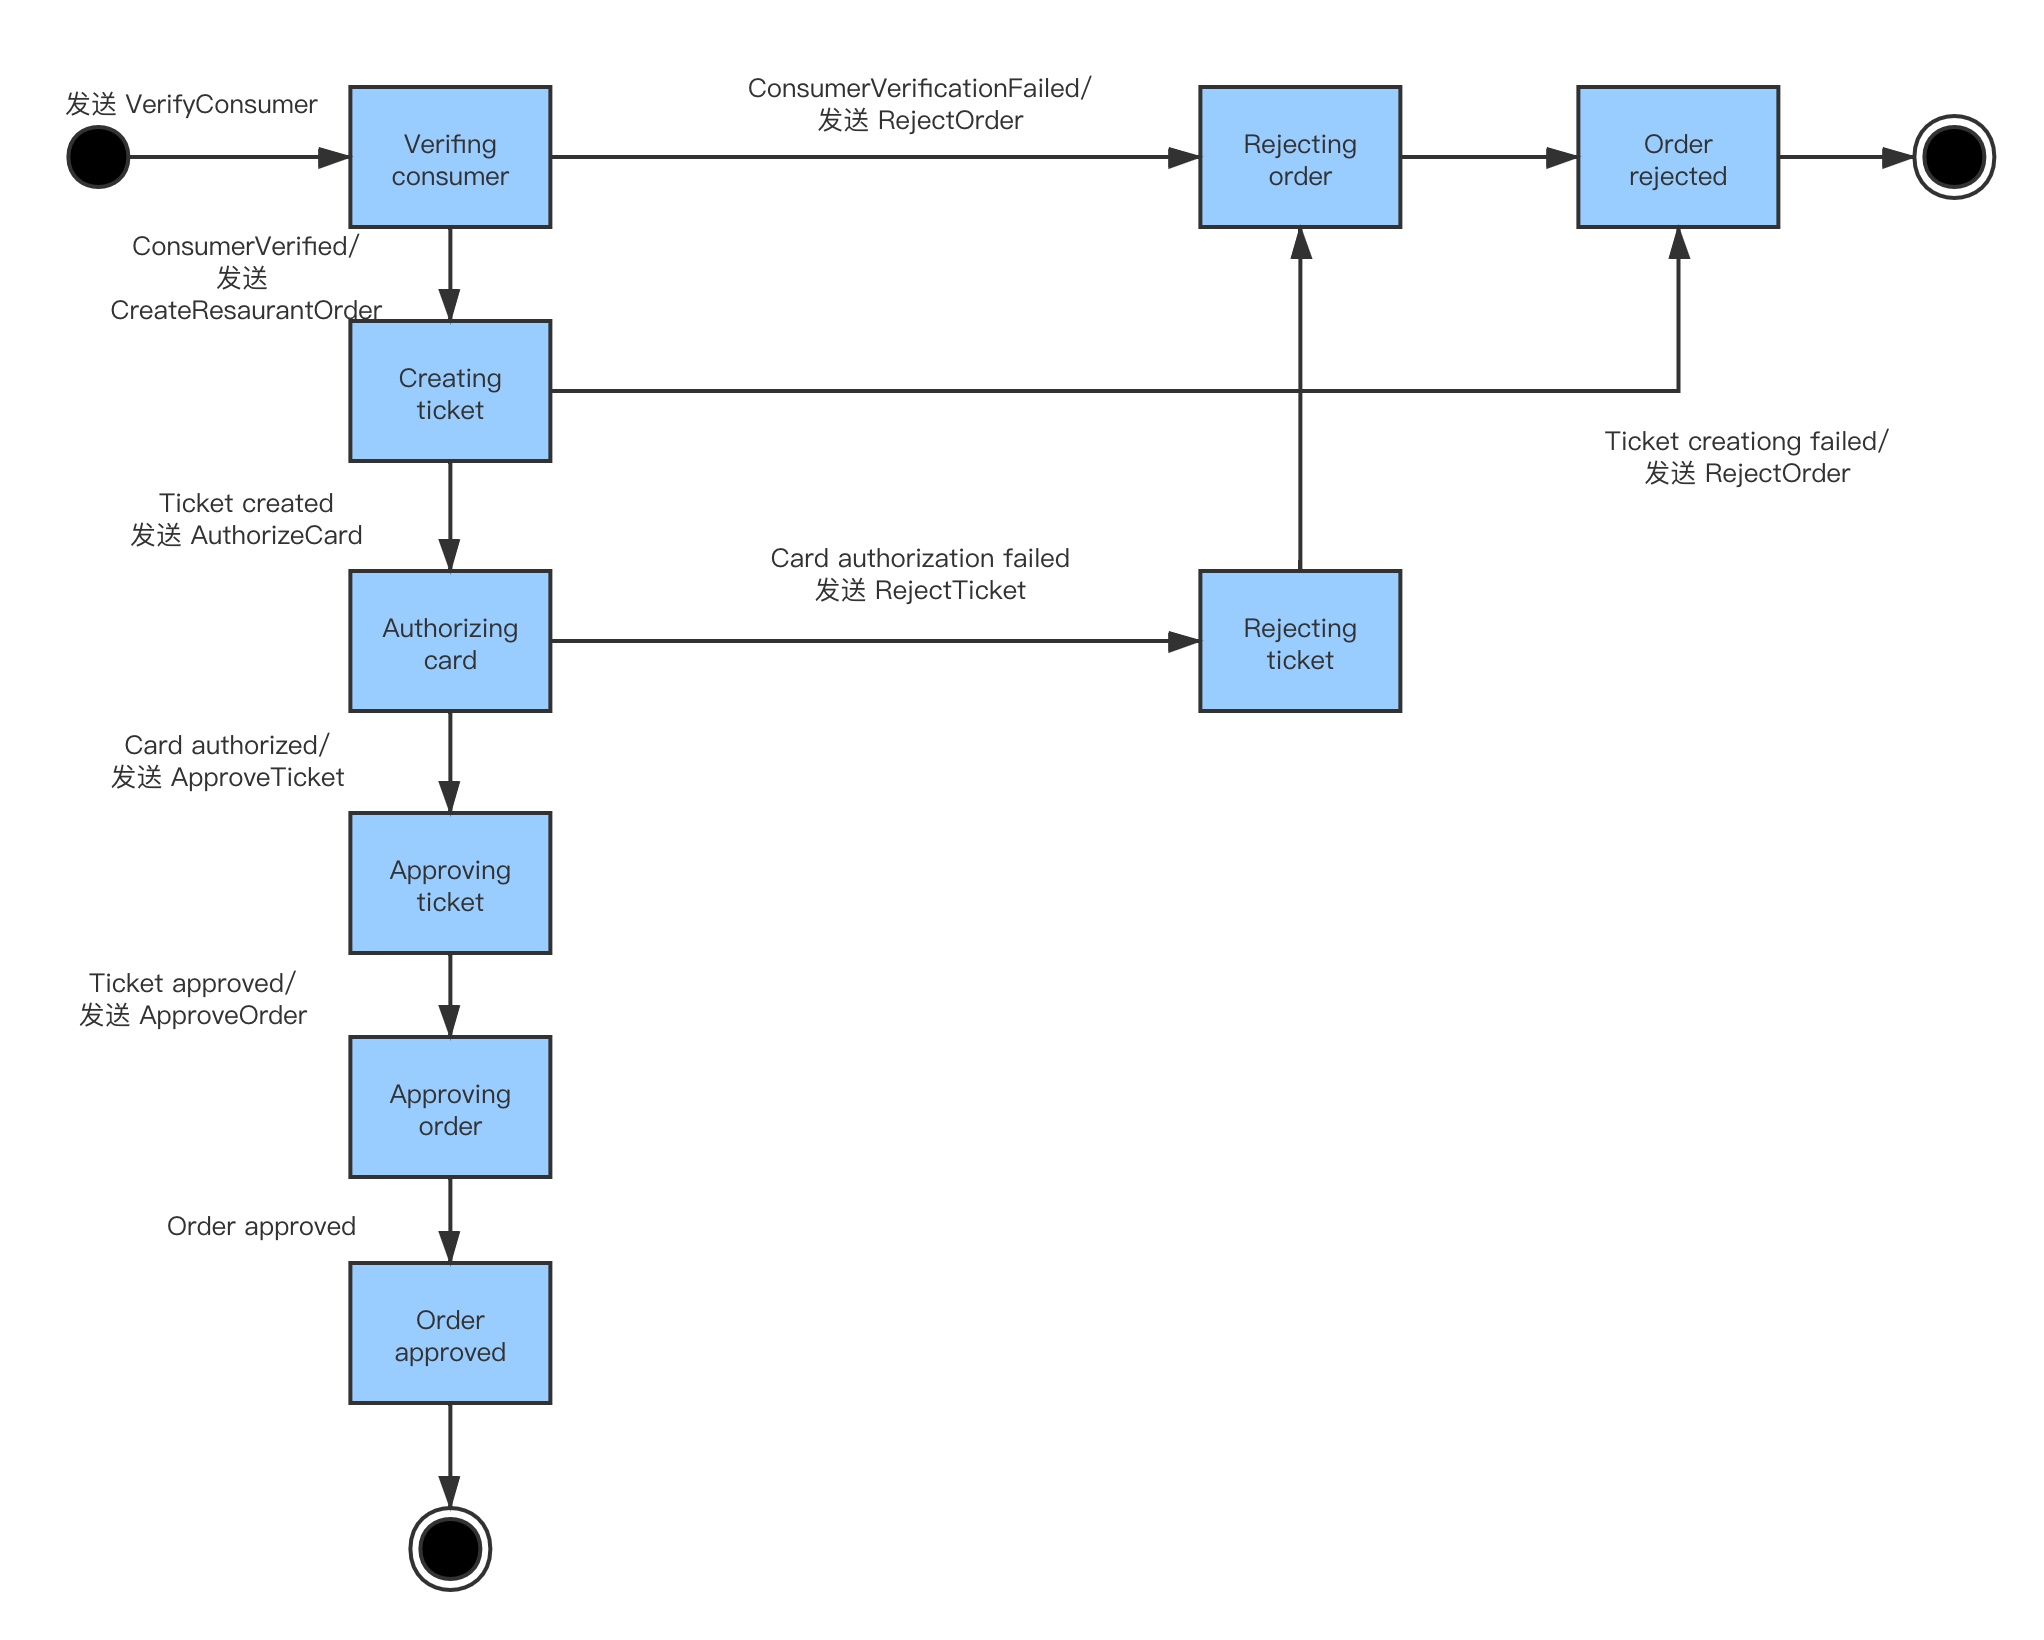 发送 VerifyConsumer
Verifing
consumer
ConsumerVerificationFailed/
发送 RejectOrder
Rejecting
order
Order
rejected
ConsumerVerified/
发送
CreateResaurantOrder
Creating
ticket
Ticket creationg failed/
发送 RejectOrder
Ticket created
发送 AuthorizeCard
Authorizing
card
Card authorization failed
发送 RejectTicket
Rejecting
ticket
Card authorized/
发送 ApproveTicket
Approving
ticket
Ticket approved/
发送 ApproveOrder
Approving
order
Order approved
Order
approved